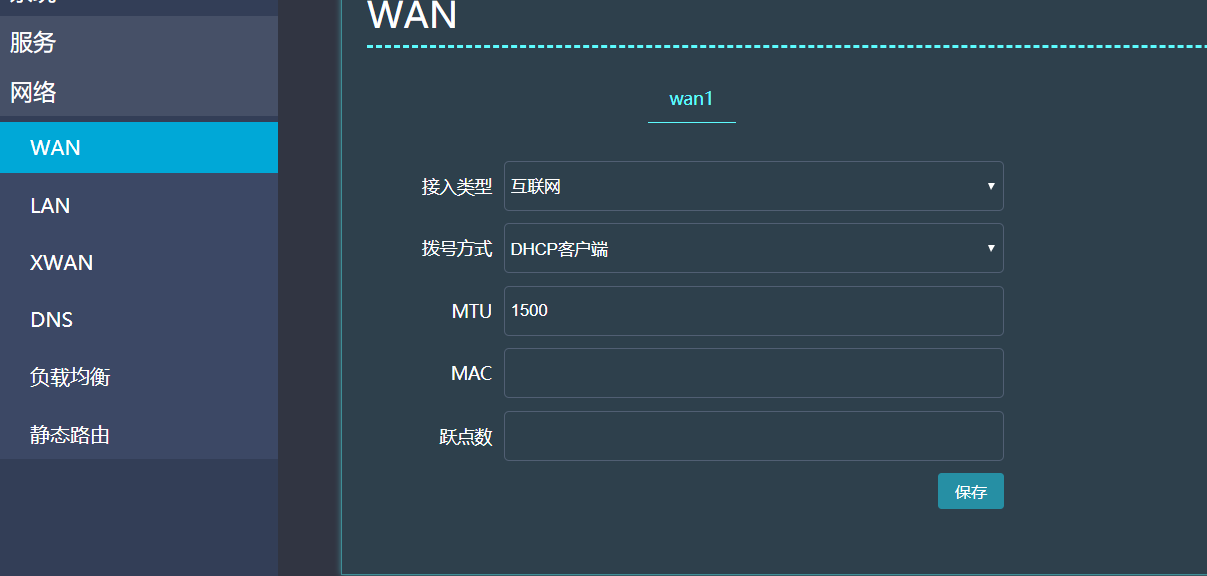 服务
网络
WAN
LAN
XWAN
DNS
负载均衡
静态路由
WAN
wan1
接入类型 互联网
拨号方式 DHCP客户端
MTU 1500
MAC
跃点数
保存